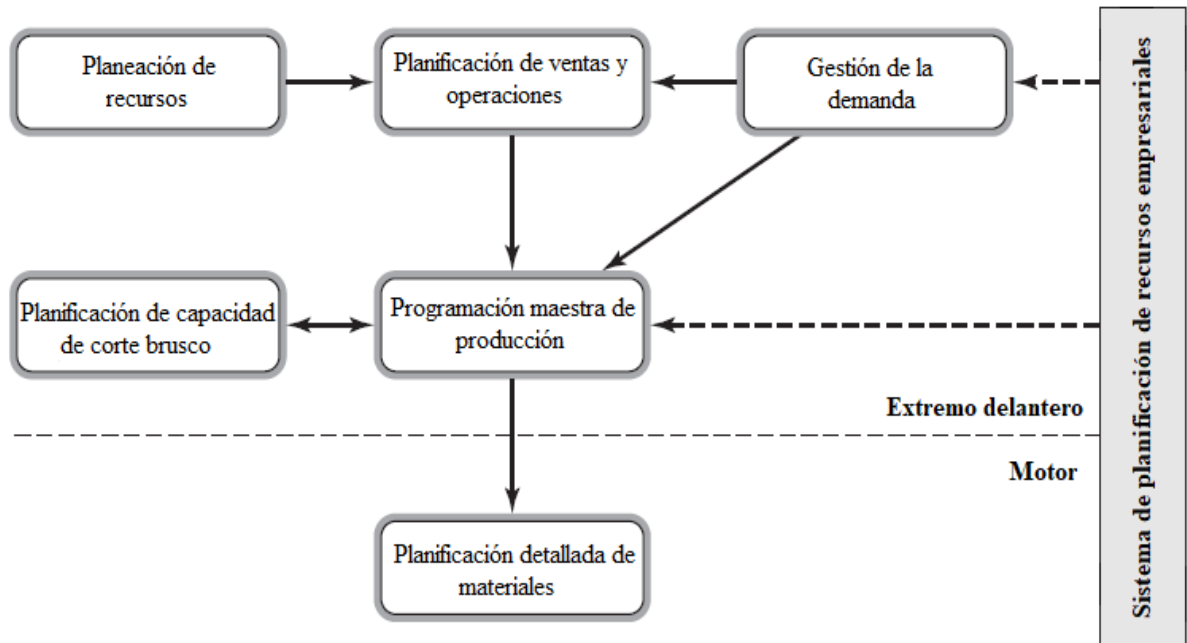 Planeación de
recursos
Planificación de ventas y
operaciones
Gestión de la
demanda
Planificación de capacidad
de corte brusco
Programación maestra de
producción
Extremo delantero
Motor
Planificación detallada de
materiales
Sistema de planificación de recursos empresariales